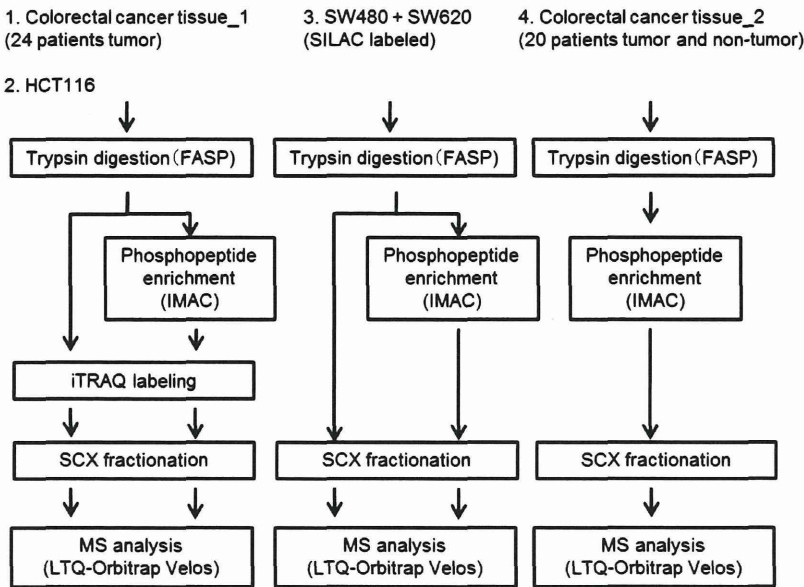 1. Colorectal cancer tissue_1
(24 patients tumor)
2. HCT116
Trypsin digestion(FASP)
Phosphopeptide
enrichment
(IMAC)
iTRAQ labeling
SCX fractionation
MS analysis
(LTQ-Orbitrap Velos)
3. SW480 + SW620
(SILAC labeled)
Trypsin digestion(FASP)
Phosphopeptide
enrichment
(IMAC)
SCX fractionation
MS analysis
(LTQ-Orbitrap Velos)
4. Colorectal cancer tissue_2
(20 patients tumor and non-tumor)
Trypsin digestion(FASP)
Phosphopeptide
enrichment
(IMAC)
SCX fractionation
MS analysis
(LTQ-Orbitrap Velos)